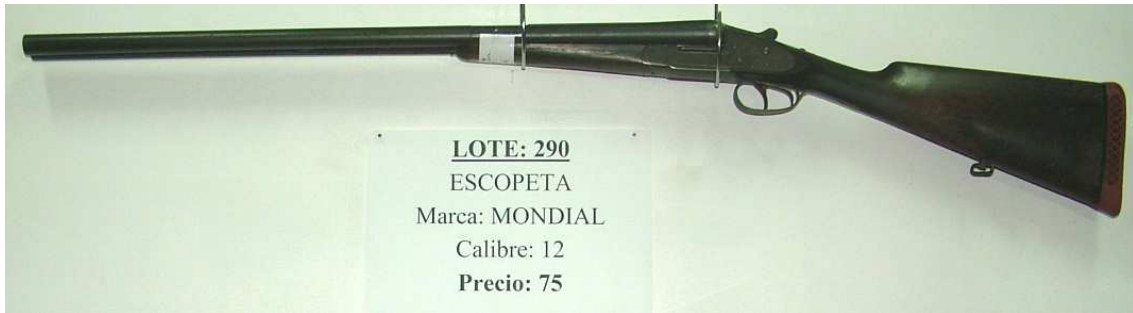 LOTE: 290
ESCOPETA
Marca: MONDIAL
Calibre: 12
Precio: 75